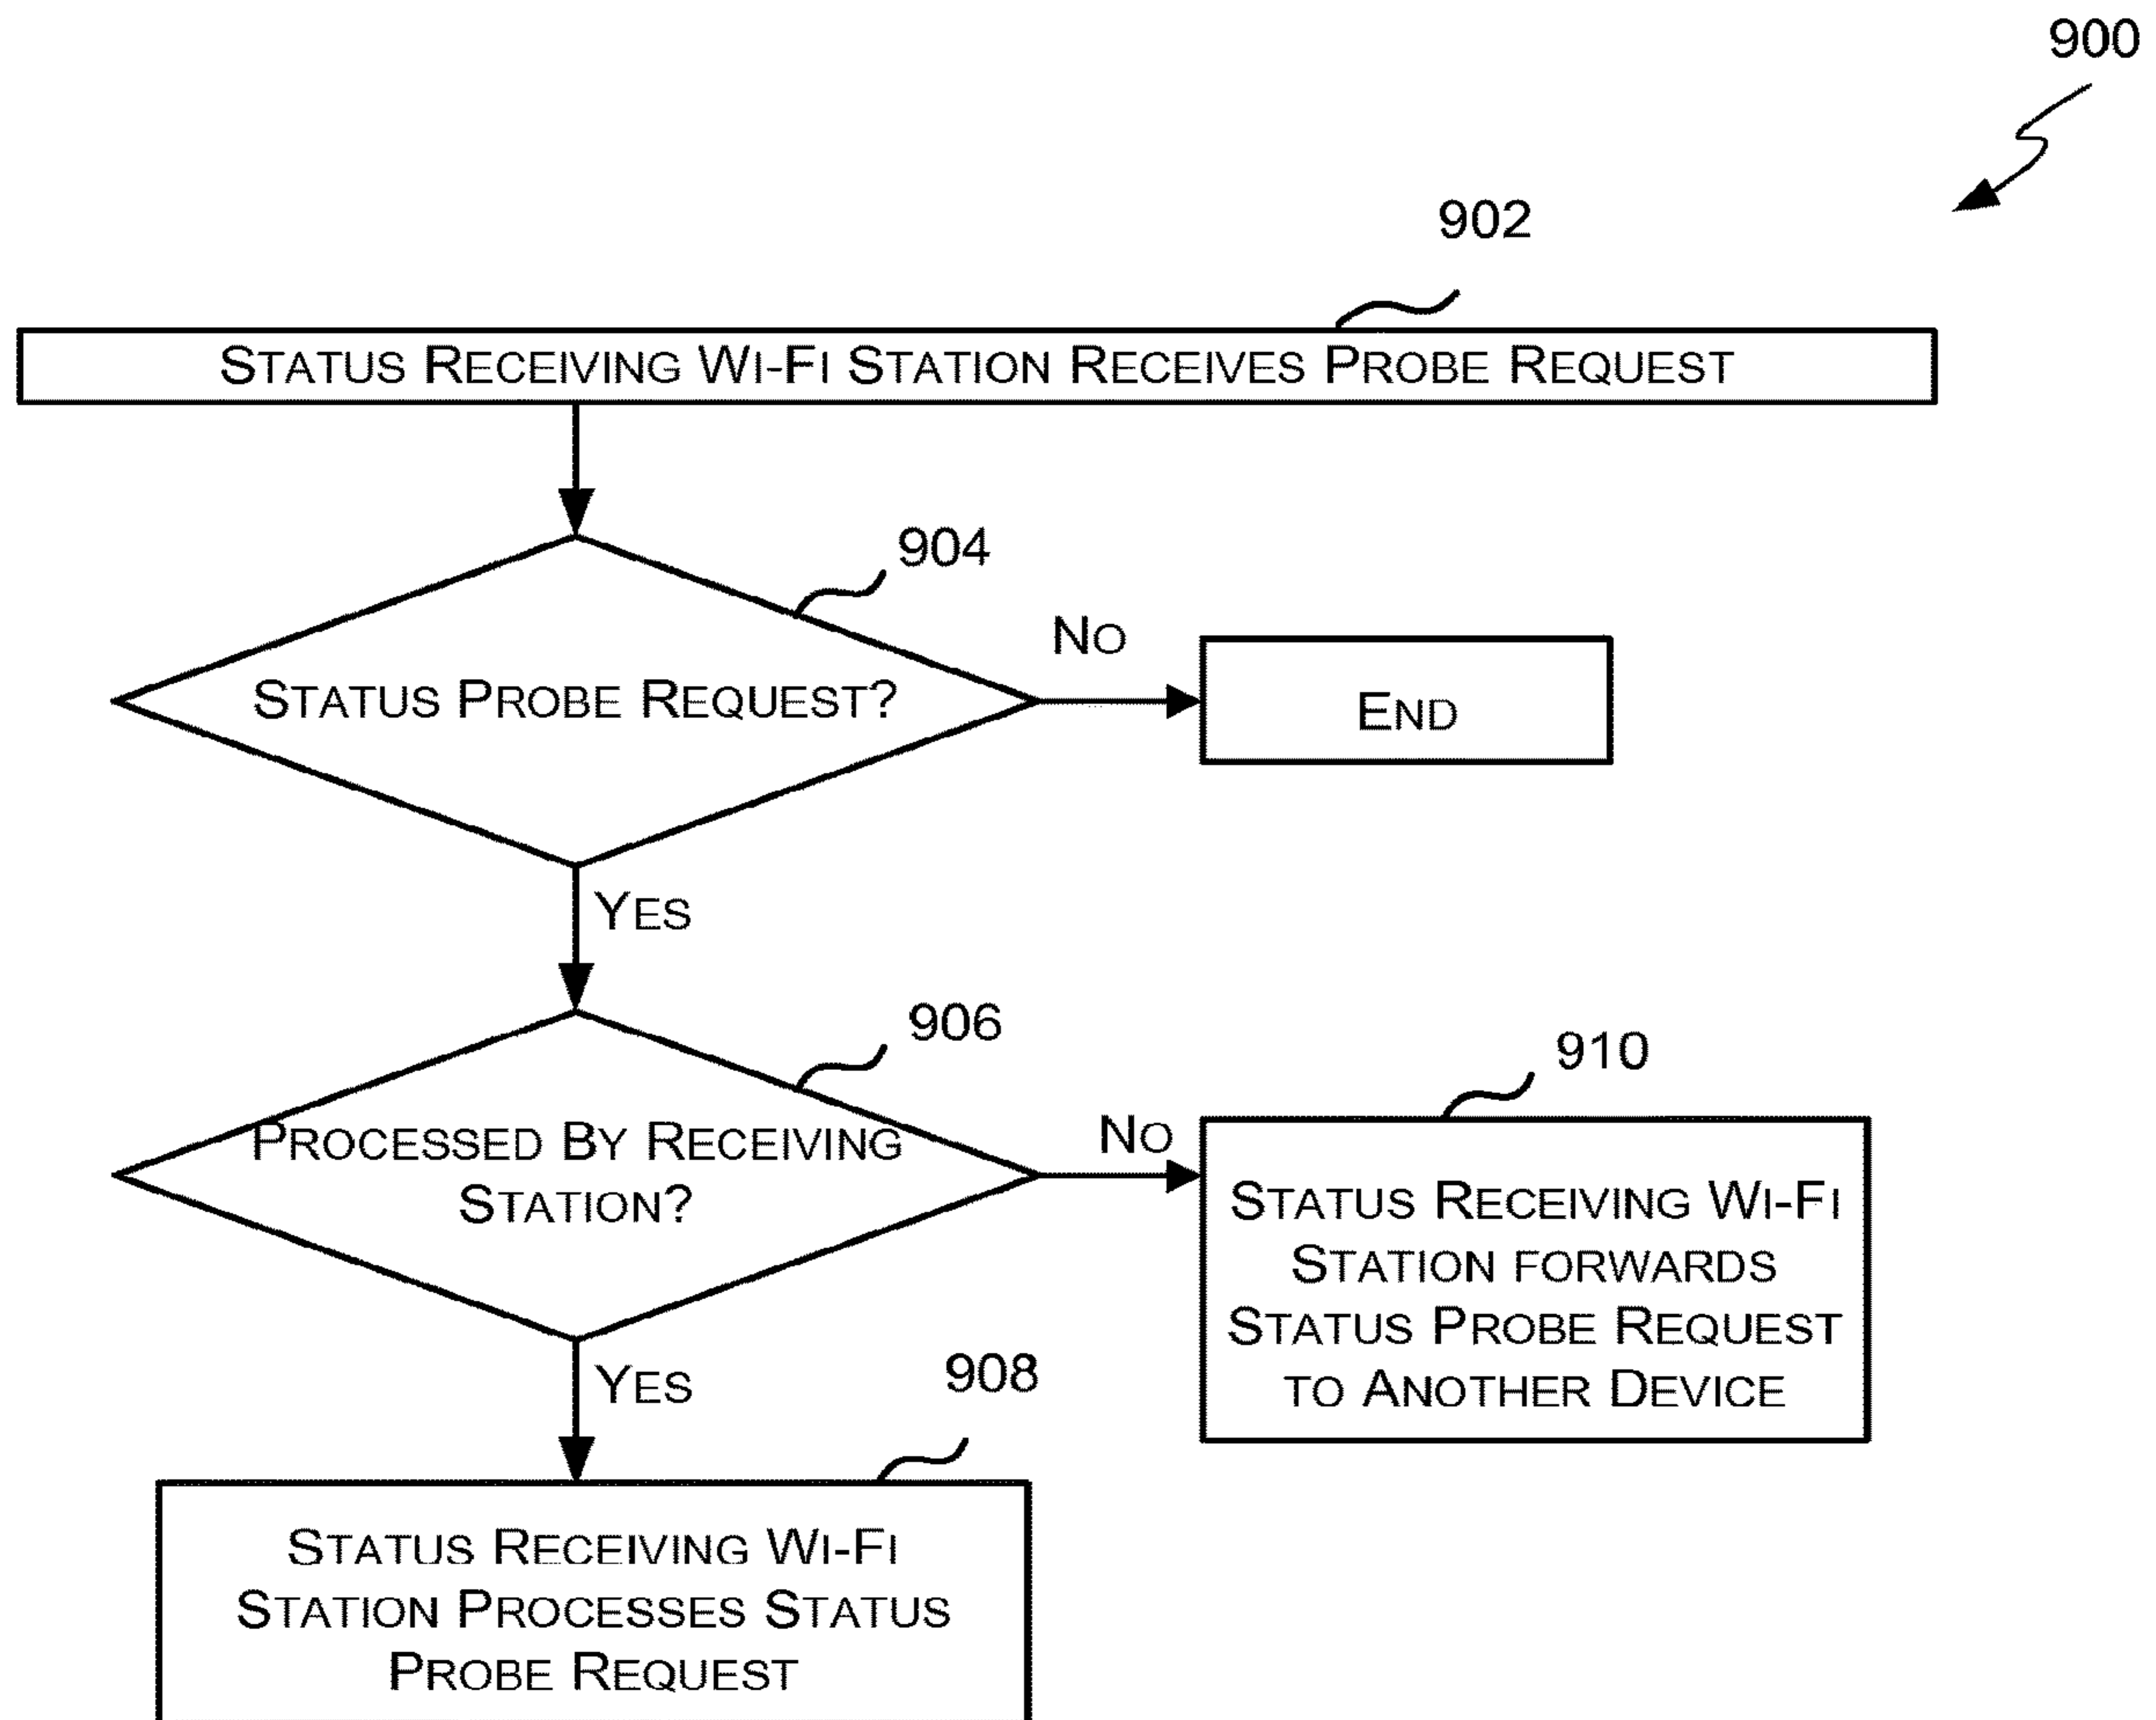 900
902
Status Receiving Wi-Fi Station Receives Probe Request
904
No
Status Probe Request?
End
Yes
906
910
Processed By Receiving
Station?
No
Status Receiving Wi-Fi
Station forwards
Status Probe Request
to Another Device
Yes
908
Status Receiving Wi-Fi
Station Processes Status
Probe Request